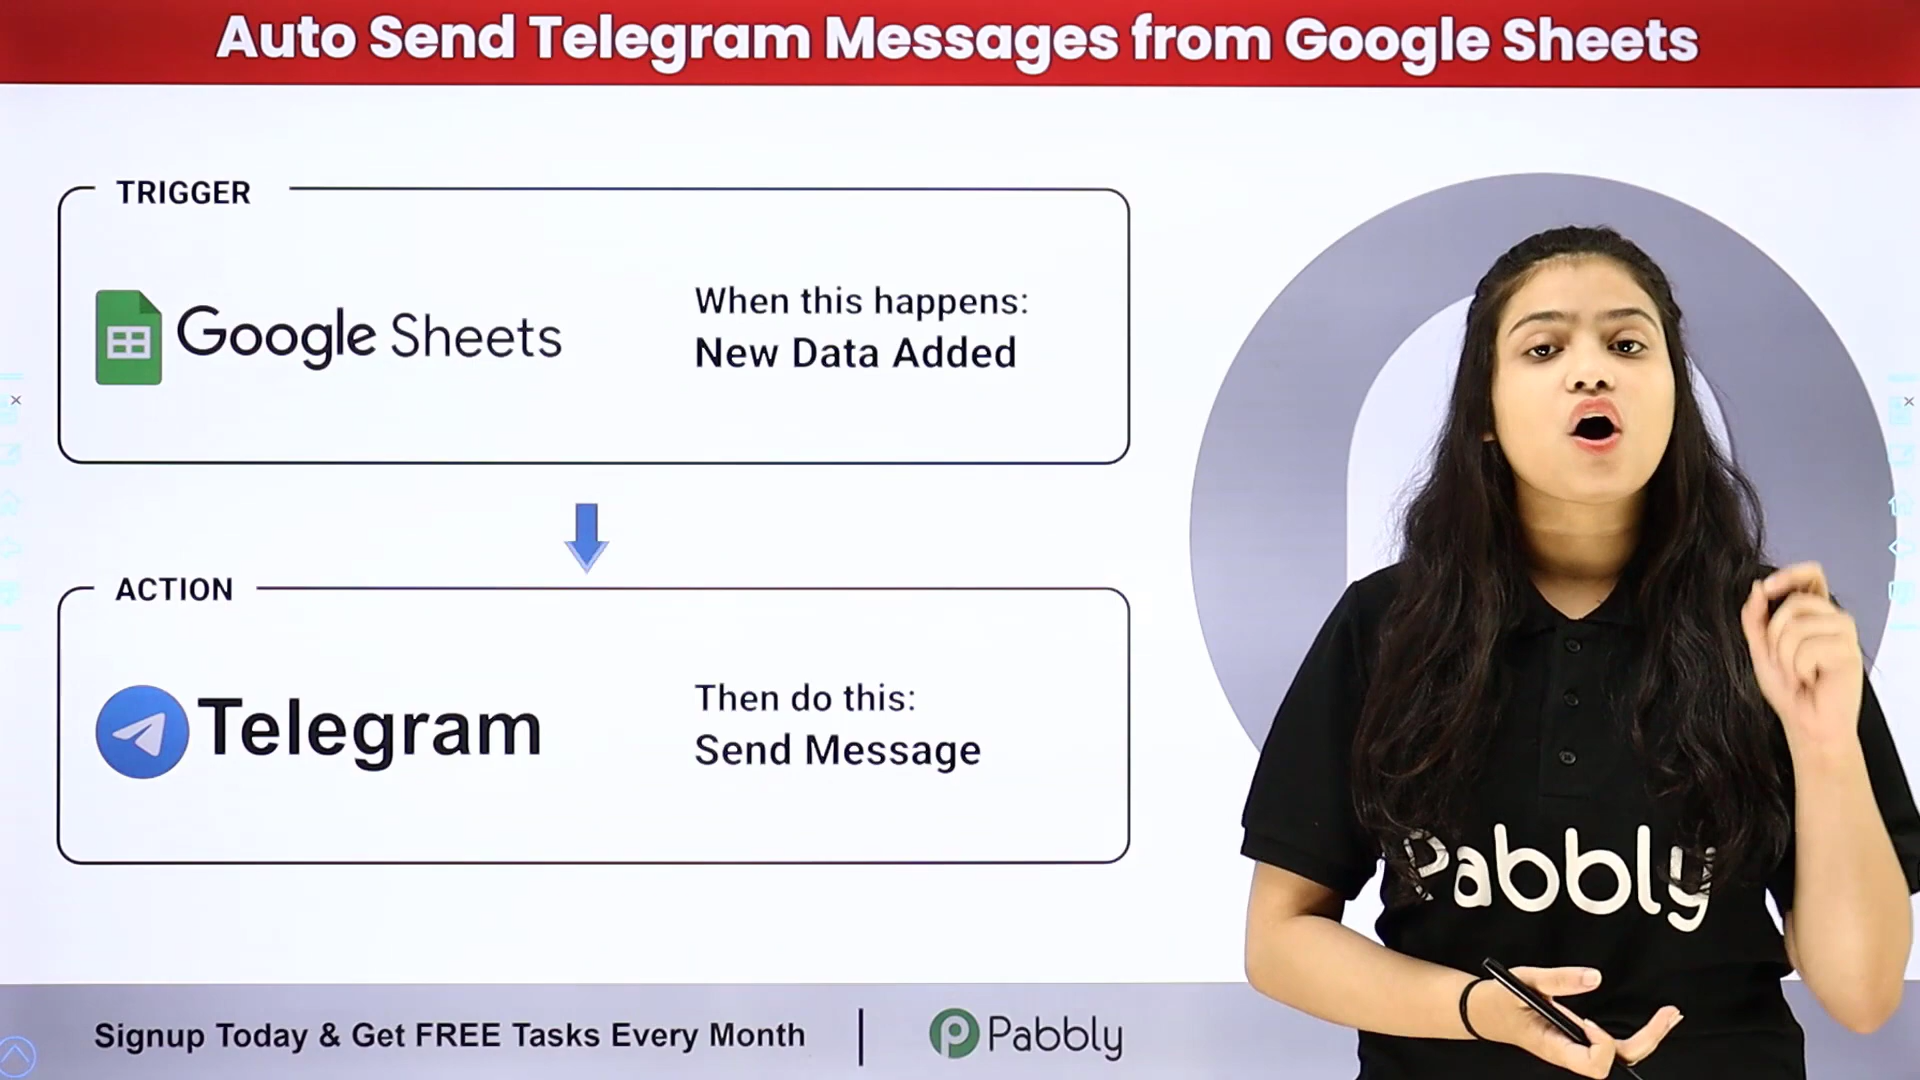 Auto Send Telegram Messages from Google Sheets
TRIGGER
Google Sheets
When this happens:
New Data Added
ACTION
Telegram
Then do this:
Send Message
Pabbly
Signup Today & Get FREE Tasks Every Month
Pabbly